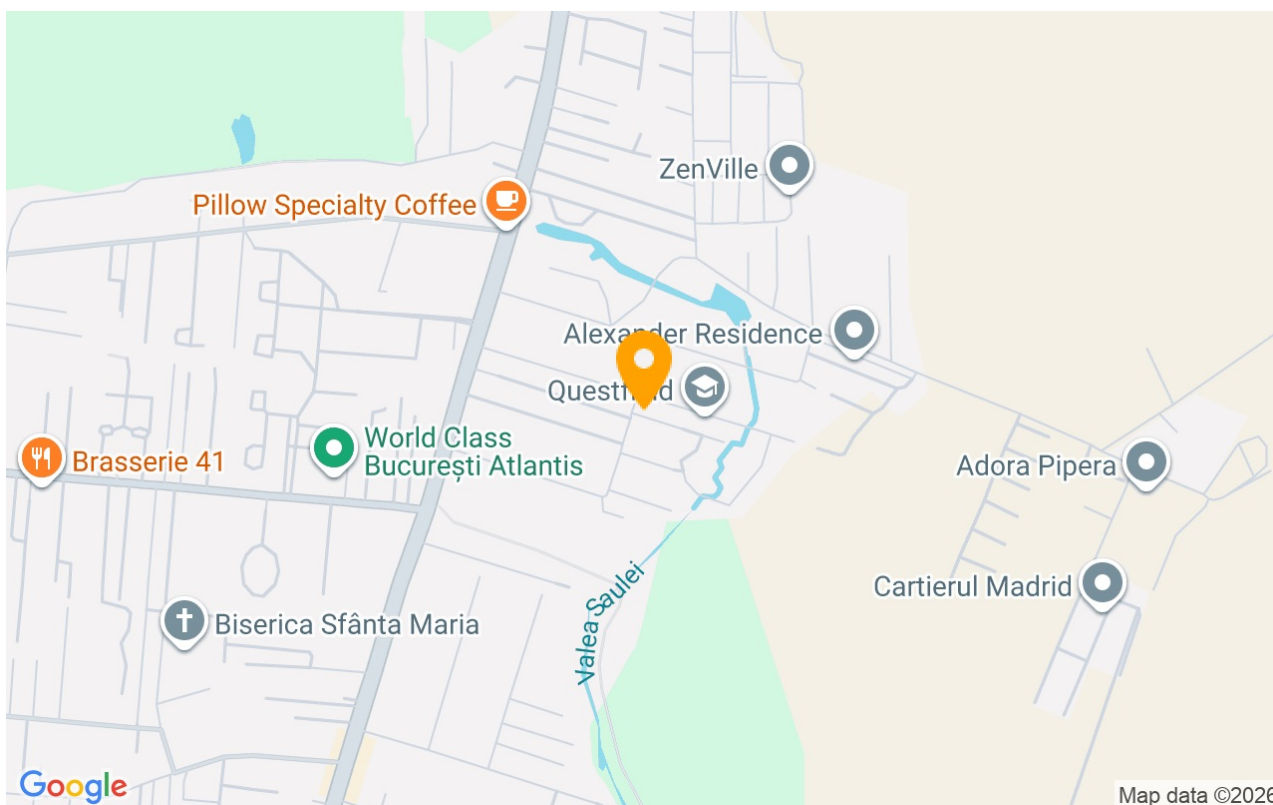 ZenVille
Pillow Specialty Coffee
Alexander Residence
World Class
București Atlantis
Brasserie 41
Adora Pipera
Cartierul Madrid
Valea Saulei
Biserica Sfânta Maria
Google
Map data ©2026